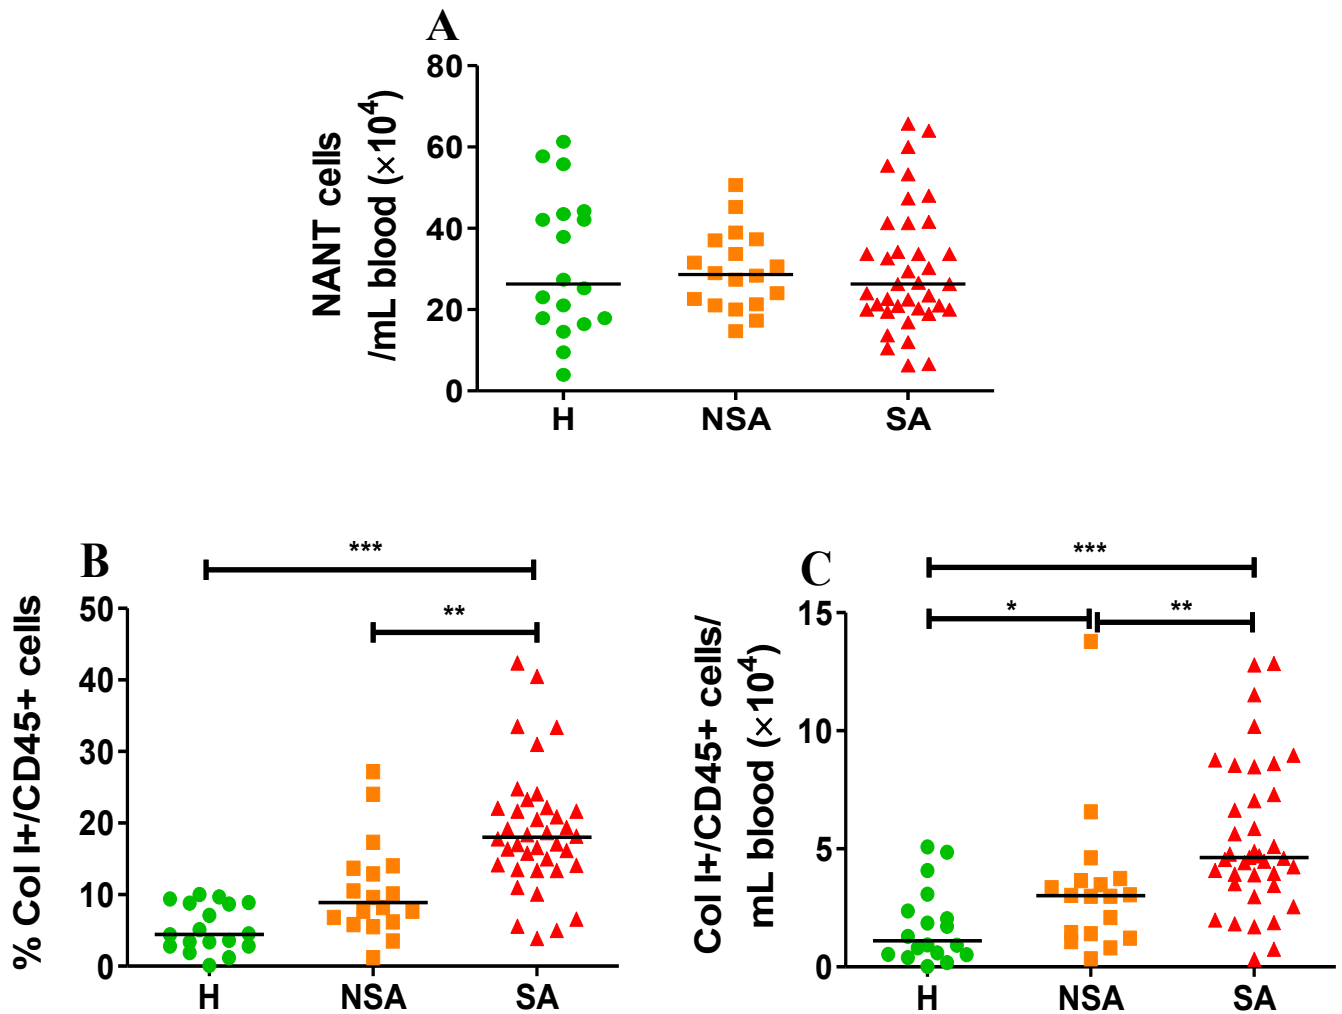 A
NANT cells
/mL blood (×10⁴)
80
60
40
20
0
H NSA SA
B
% Col I+/CD45+ cells
50
40
30
20
10
0
***
**
H NSA SA
C
Col I+/CD45+ cells/
mL blood (×10⁴)
15
10
5
0
***
* **
H NSA SA